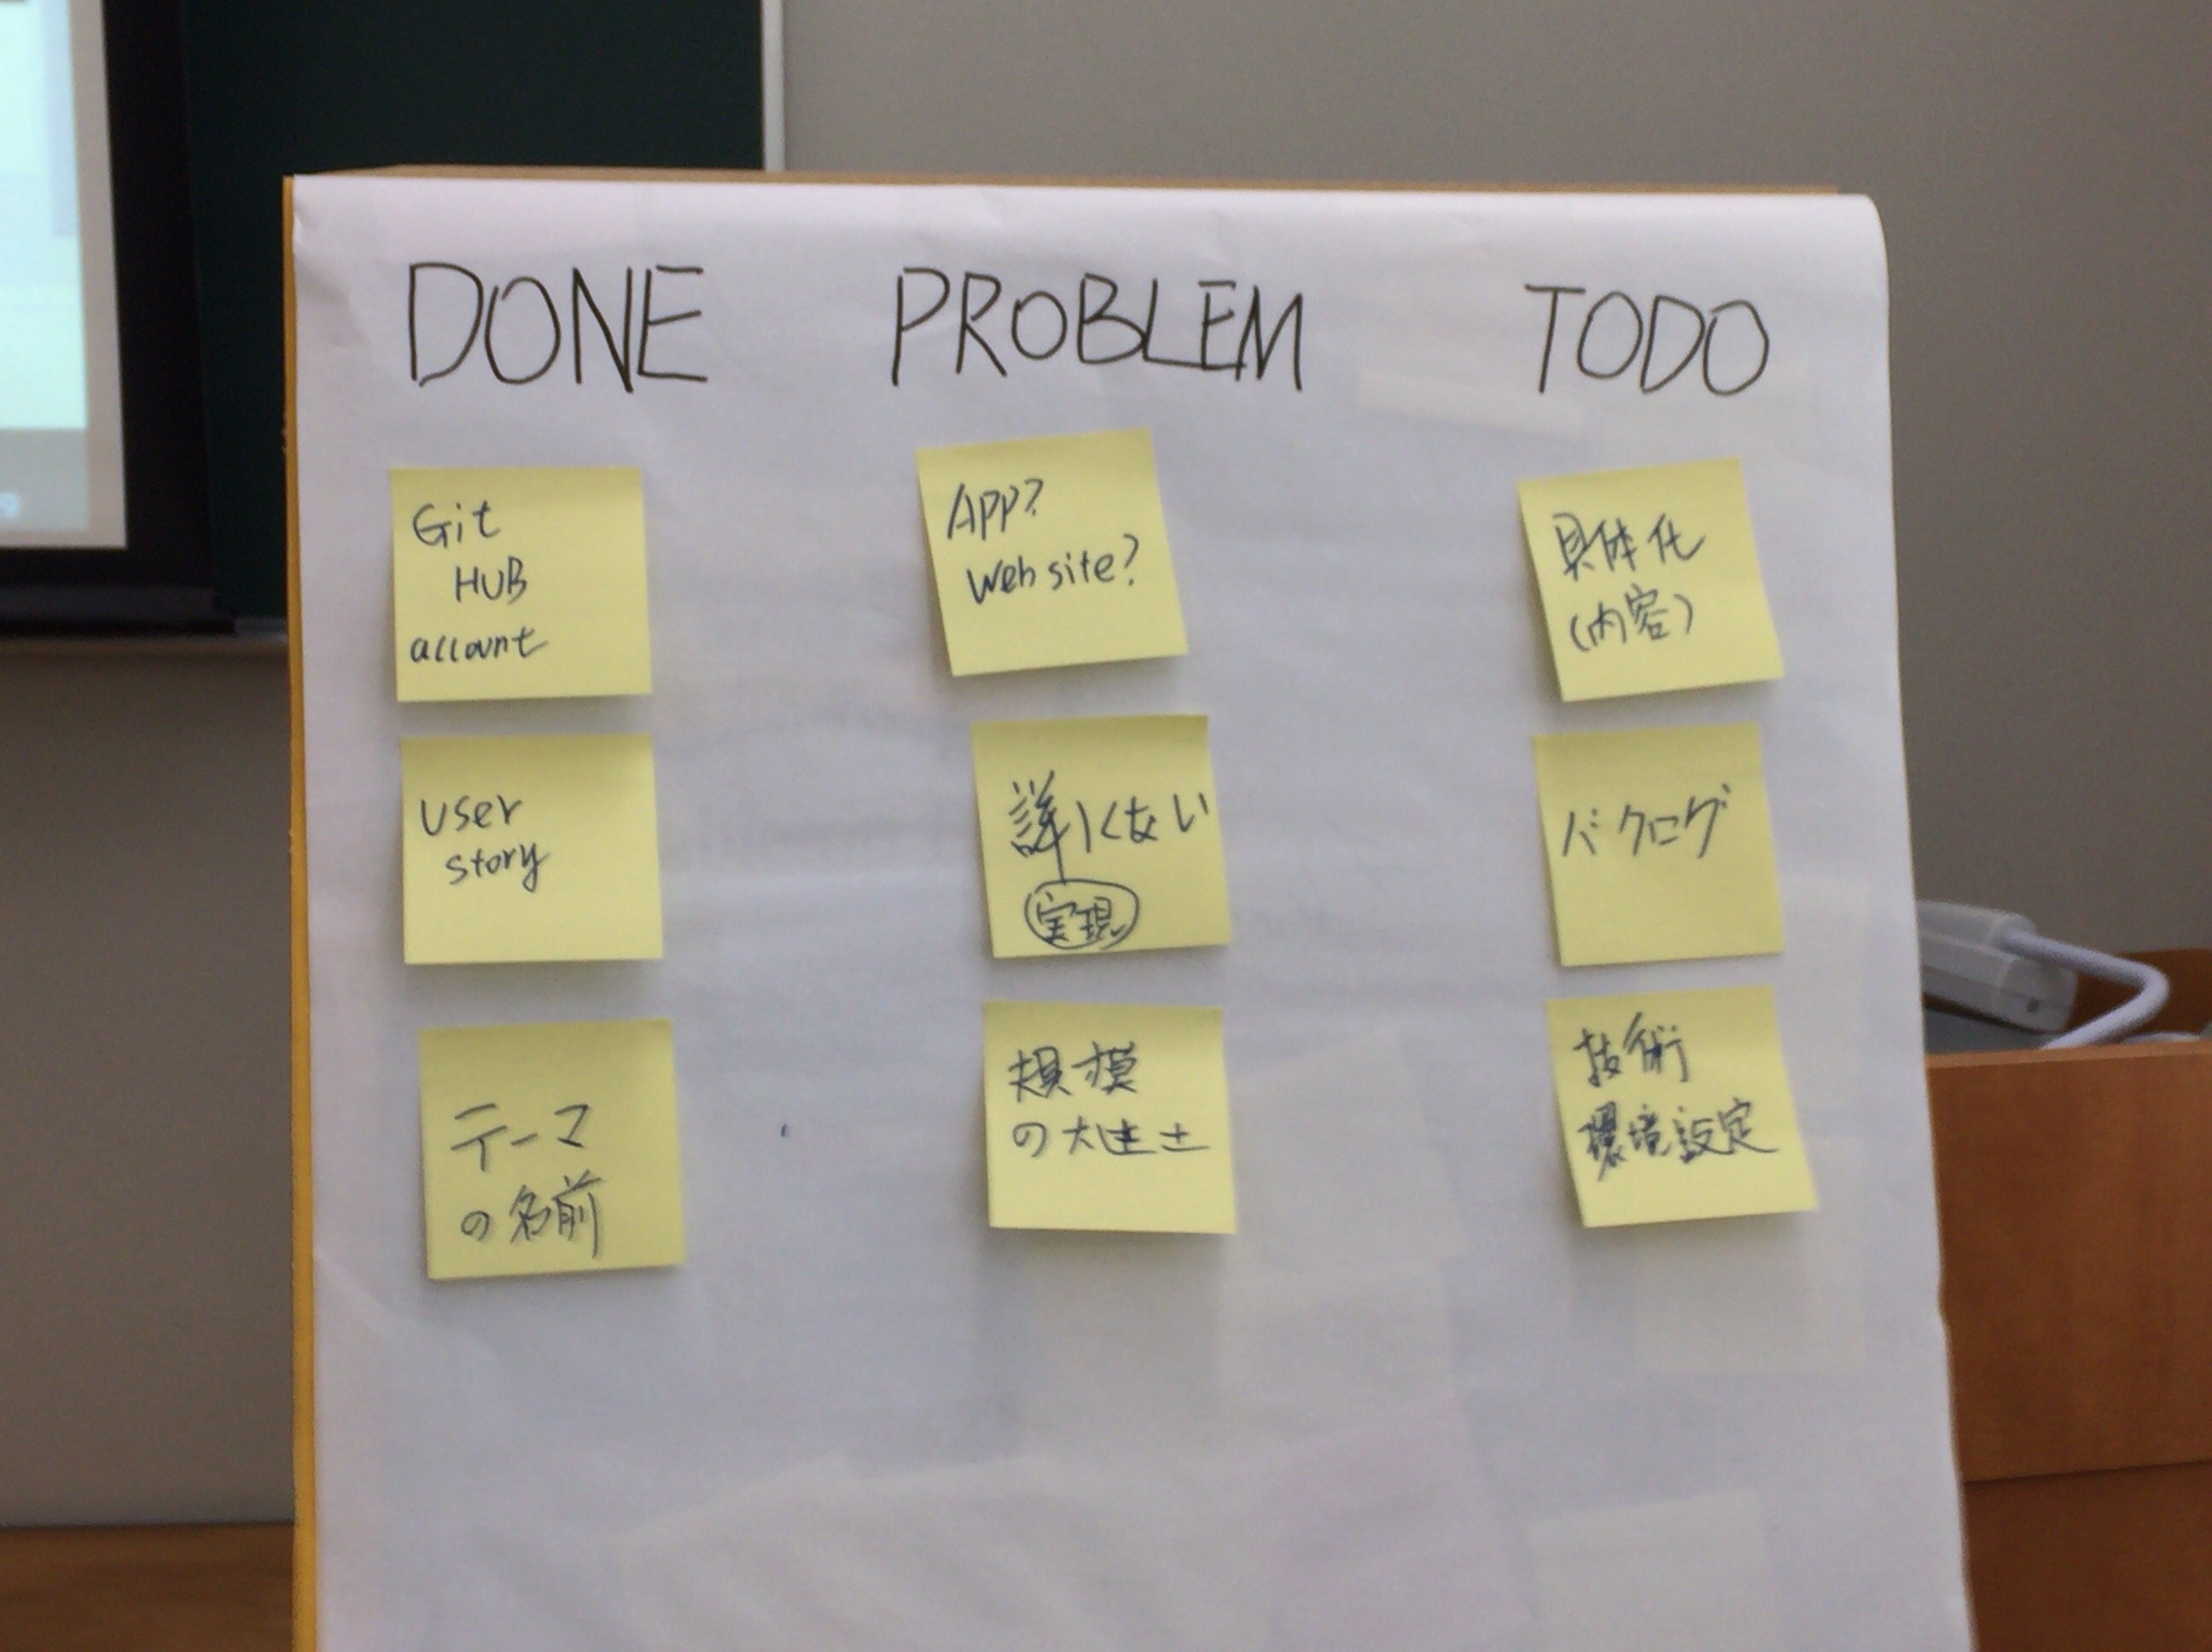 DONE
Git
HUB
account
user
story
テーマ
の名前
PROBLEM
App?
Web site?
詳しくない
実現
規模
の大きさ
TODO
具体化
(内容)
バクログ
技術
環境設定